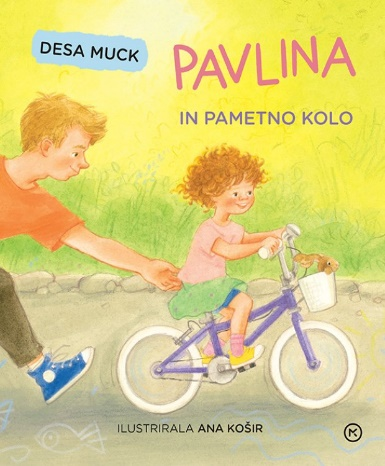 DESA MUCK
PAVLINA
IN PAMETNO KOLO
ILUSTRIRALA ANA KOŠIR